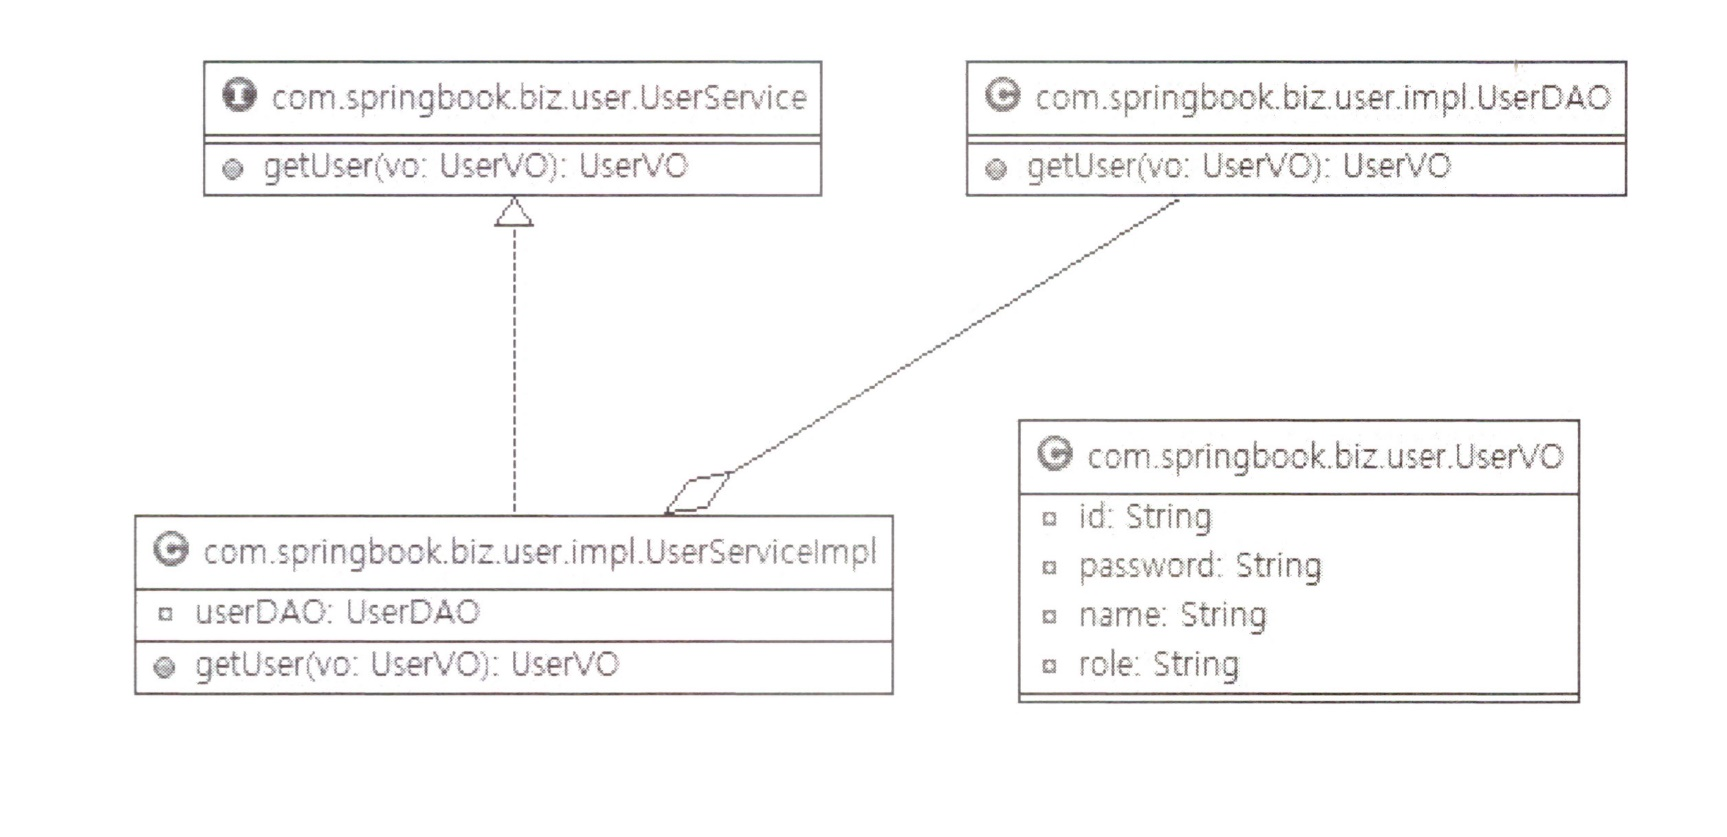 I com.springbook.biz.user.UserService
getUser(vo: UserVO): UserVO
C com.springbook.biz.user.impl.UserDAO
getUser(vo: UserVO): UserVO
C com.springbook.biz.user.impl.UserServiceImpl
userDAO: UserDAO
getUser(vo: UserVO): UserVO
C com.springbook.biz.user.UserVO
id: String
password: String
name: String
role: String